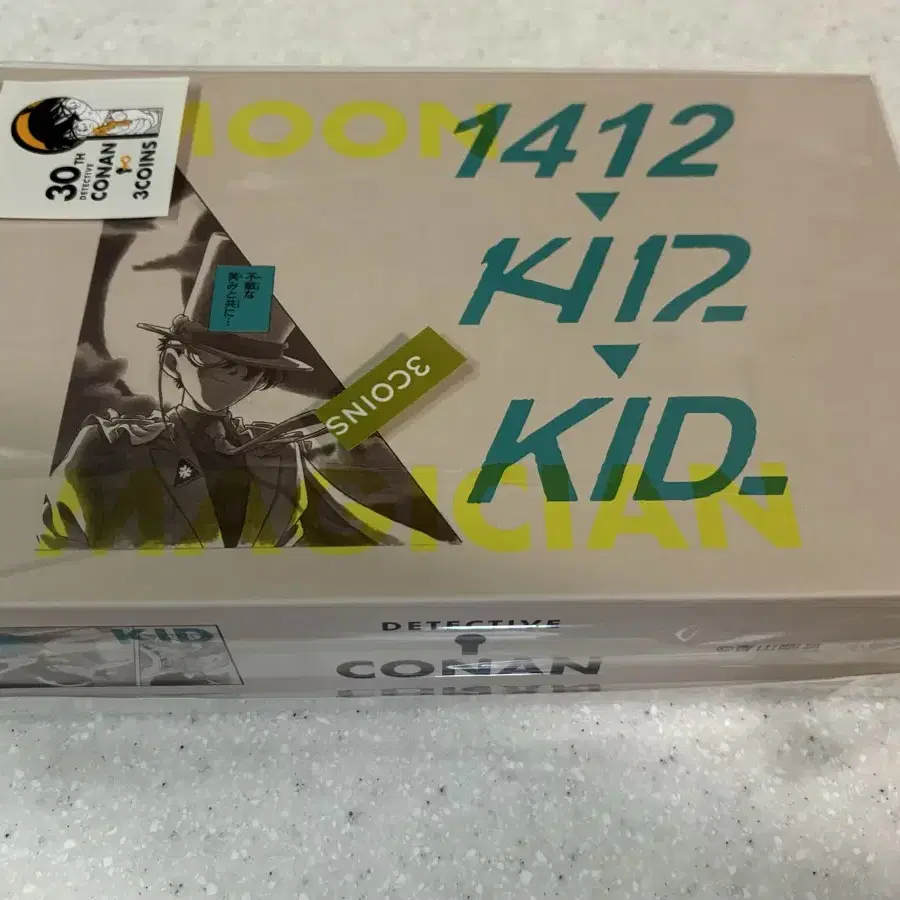 MOON
1412
KID
MAGICIAN
30TH
DETECTIVE
CONAN
3COINS
不敵な
笑みと共に…
3COINS
KID
DETECTIVE
CONAN